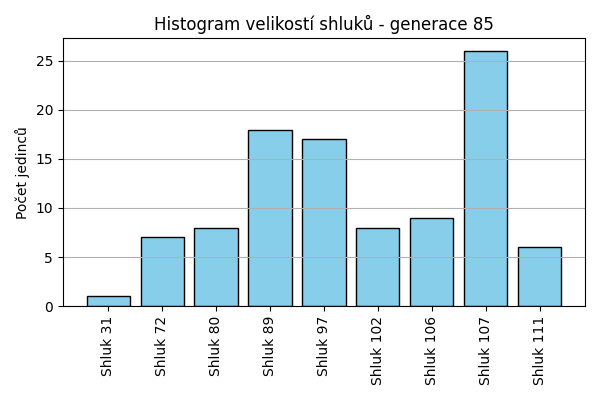 Histogram velikostí shluků - generace 85
Počet jedinců
25
20
15
10
5
0
Shluk 31
Shluk 72
Shluk 80
Shluk 89
Shluk 97
Shluk 102
Shluk 106
Shluk 107
Shluk 111